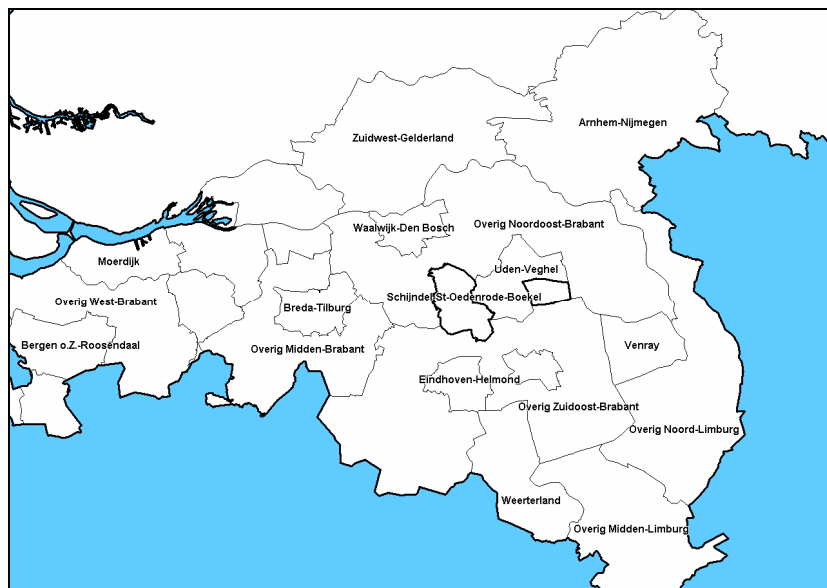 Arnhem-Nijmegen
Zuidwest-Gelderland
Waalwijk-Den Bosch
Overig Noordoost-Brabant
Moerdijk
Uden-Veghel
Overig West-Brabant
Breda-Tilburg
Schijndel/St-Oedenrode-Boekel
Bergen o.Z.-Roosendaal
Overig Midden-Brabant
Venray
Eindhoven-Helmond
Overig Zuidoost-Brabant
Overig Noord-Limburg
Weerterland
Overig Midden-Limburg